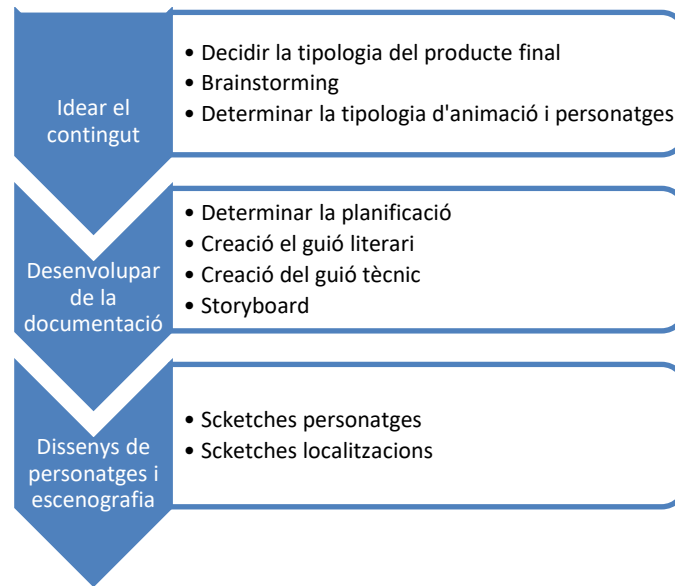 Idear el
contingut
• Decidir la tipologia del producte final
• Brainstorming
• Determinar la tipologia d'animació i personatges
Desenvolupar
de la
documentació
• Determinar la planificació
• Creació el guió literari
• Creació del guió tècnic
• Storyboard
Dissenys de
personatges i
escenografia
• Scketches personatges
• Scketches localitzacions